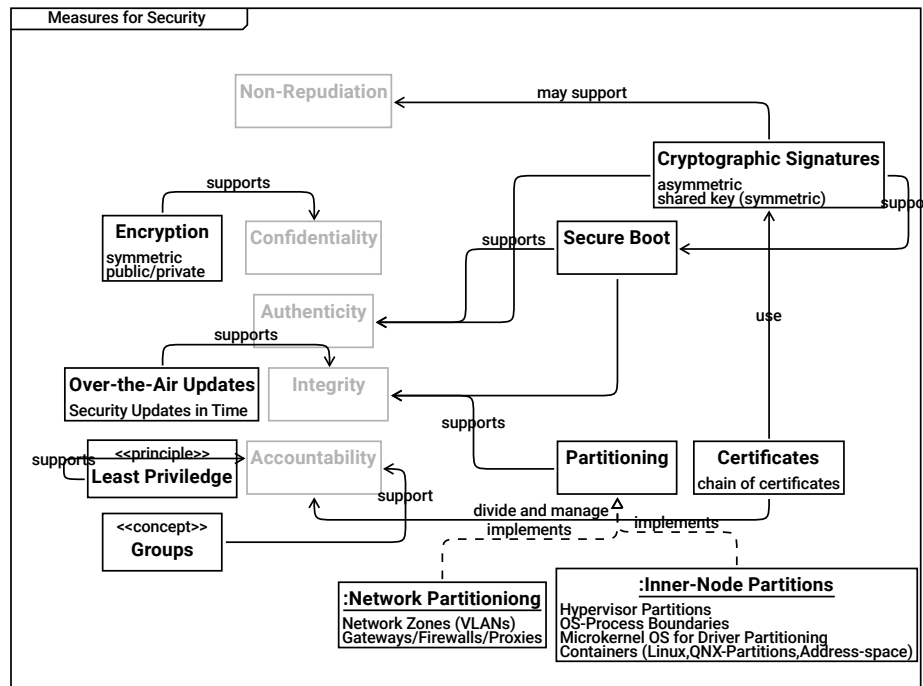 Measures for Security
Non-Repudiation
may support
Cryptographic Signatures
asymmetric
shared key (symmetric)
supports
Encryption
symmetric
public/private
Confidentiality
supports
Secure Boot
suppo
Authenticity
use
supports
Over-the-Air Updates
Security Updates in Time
Integrity
supports
<<principle>>
Least Priviledge
supports
Accountability
Partitioning
Certificates
chain of certificates
support
divide and manage
<<concept>>
Groups
implements
implements
:Network Partitioniong
Network Zones (VLANs)
Gateways/Firewalls/Proxies
:Inner-Node Partitions
Hypervisor Partitions
OS-Process Boundaries
Microkernel OS for Driver Partitioning
Containers (Linux,QNX-Partitions,Address-space)